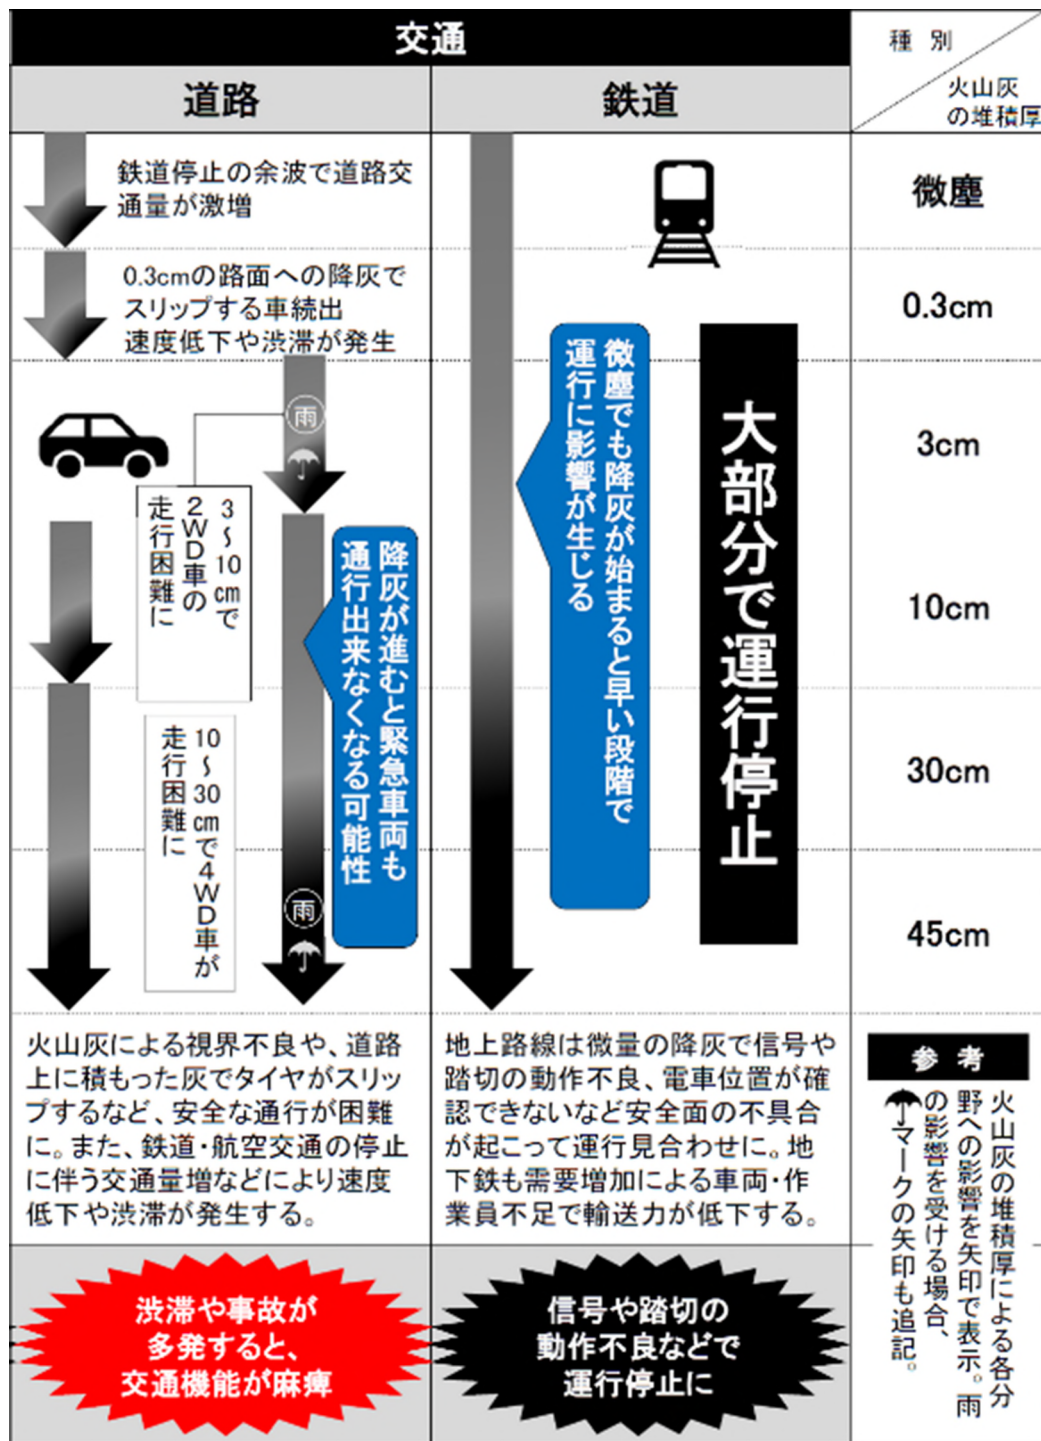 交通
種 別
火山灰
の堆積厚
道路
鉄道
鉄道停止の余波で道路交
通量が激増
微塵
0.3cmの路面への降灰で
スリップする車続出
速度低下や渋滞が発生
0.3cm
雨
3cm
3～10㎝で
2WD車の
走行困難に
10cm
10～30㎝で4WD車が
走行困難に
30cm
降灰が進むと緊急車両も
通行出来なくなる可能性
雨
45cm
微塵でも降灰が始まると早い段階で
運行に影響が生じる
大部分で運行停止
火山灰による視界不良や、道路
上に積もった灰でタイヤがスリッ
プするなど、安全な通行が困難
に。また、鉄道・航空交通の停止
に伴う交通量増などにより速度
低下や渋滞が発生する。
地上路線は微量の降灰で信号や
踏切の動作不良、電車位置が確
認できないなど安全面の不具合
が起こって運行見合わせに。地
下鉄も需要増加による車両・作
業員不足で輸送力が低下する。
参 考
火山灰の堆積厚による各分
野への影響を矢印で表示。雨
の影響を受ける場合、
☂マークの矢印も追記。
渋滞や事故が
多発すると、
交通機能が麻痺
信号や踏切の
動作不良などで
運行停止に